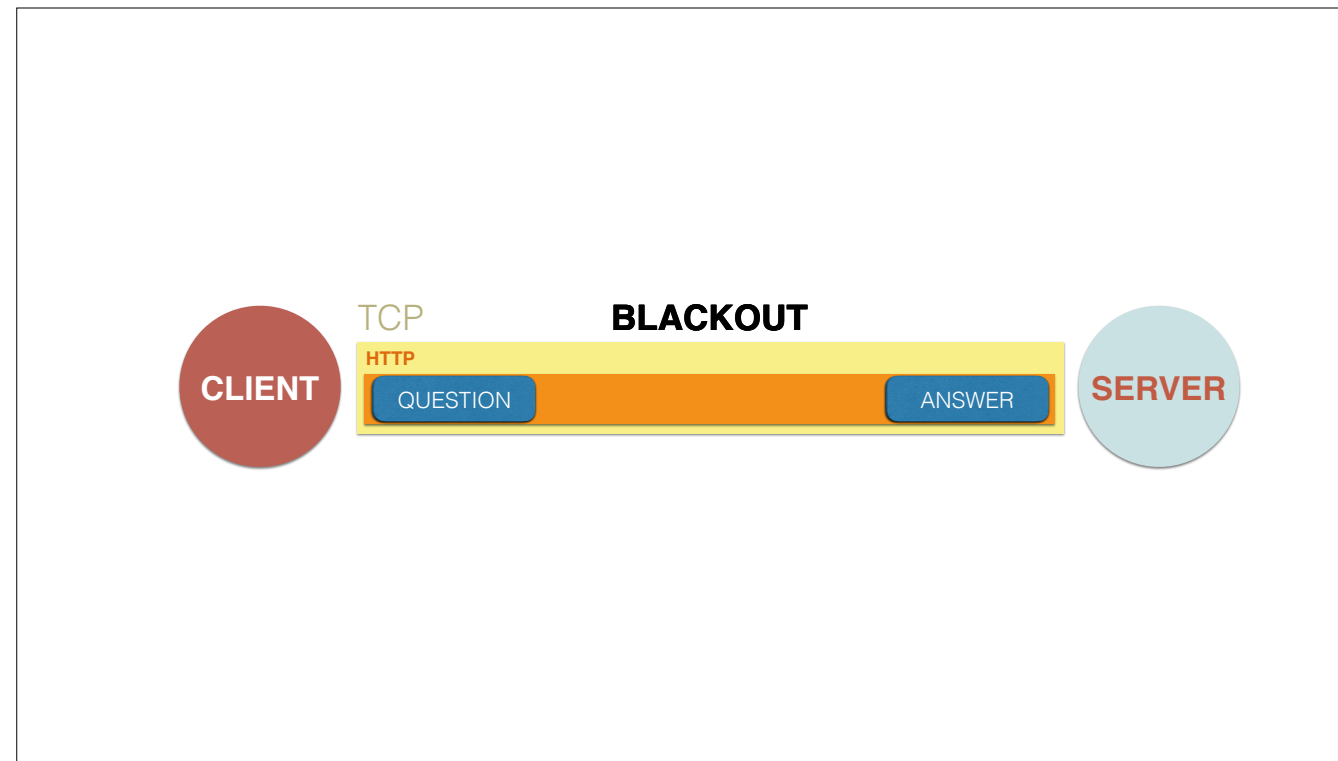 TCP
BLACKOUT
HTTP
CLIENT
QUESTION
ANSWER
SERVER